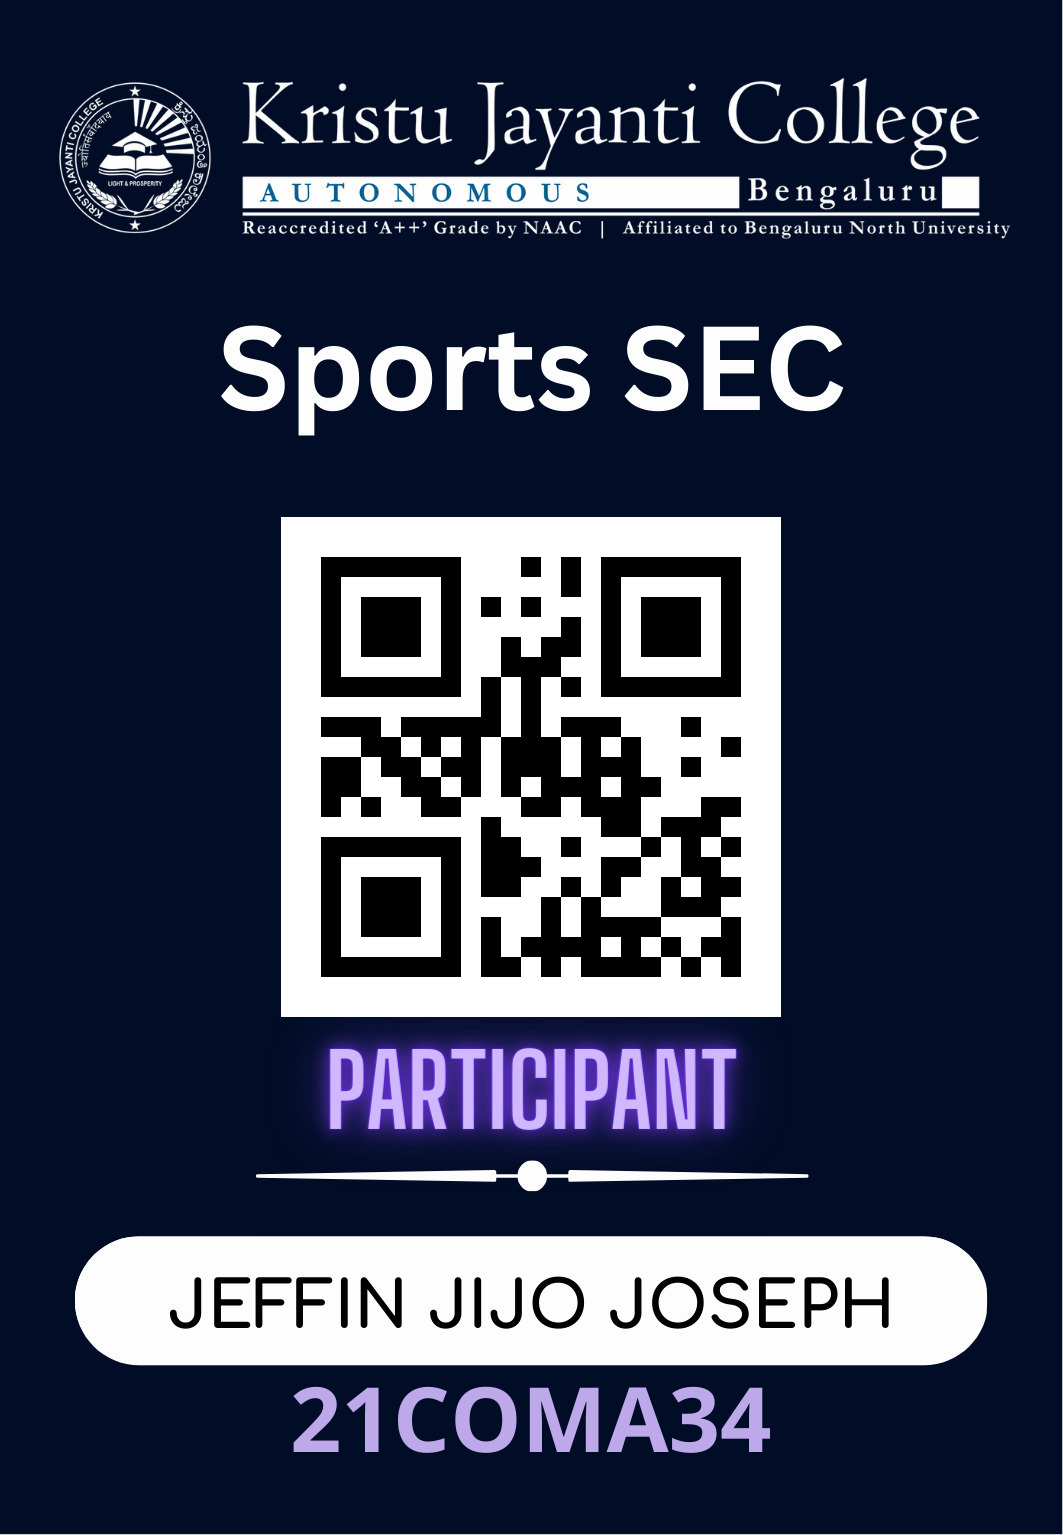 Kristu Jayanti College
AUTONOMOUS Bengaluru
Reaccredited ‘A++’ Grade by NAAC | Affiliated to Bengaluru North University
KRISTU JAYANTI COLLEGE
ಕ್ರಿಸ್ತು ಜಯಂತಿ ಕಾಲೇಜು
LIGHT & PROSPERITY
Sports SEC
PARTICIPANT
JEFFIN JIJO JOSEPH
21COMA34